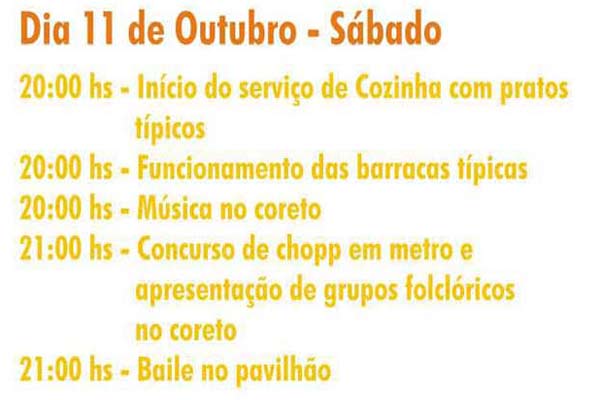 Dia 11 de Outubro - Sábado
20:00 hs - Início do serviço de Cozinha com pratos
típicos
20:00 hs - Funcionamento das barracas típicas
20:00 hs - Música no coreto
21:00 hs - Concurso de chopp em metro e
apresentação de grupos folclóricos
no coreto
21:00 hs - Baile no pavilhão